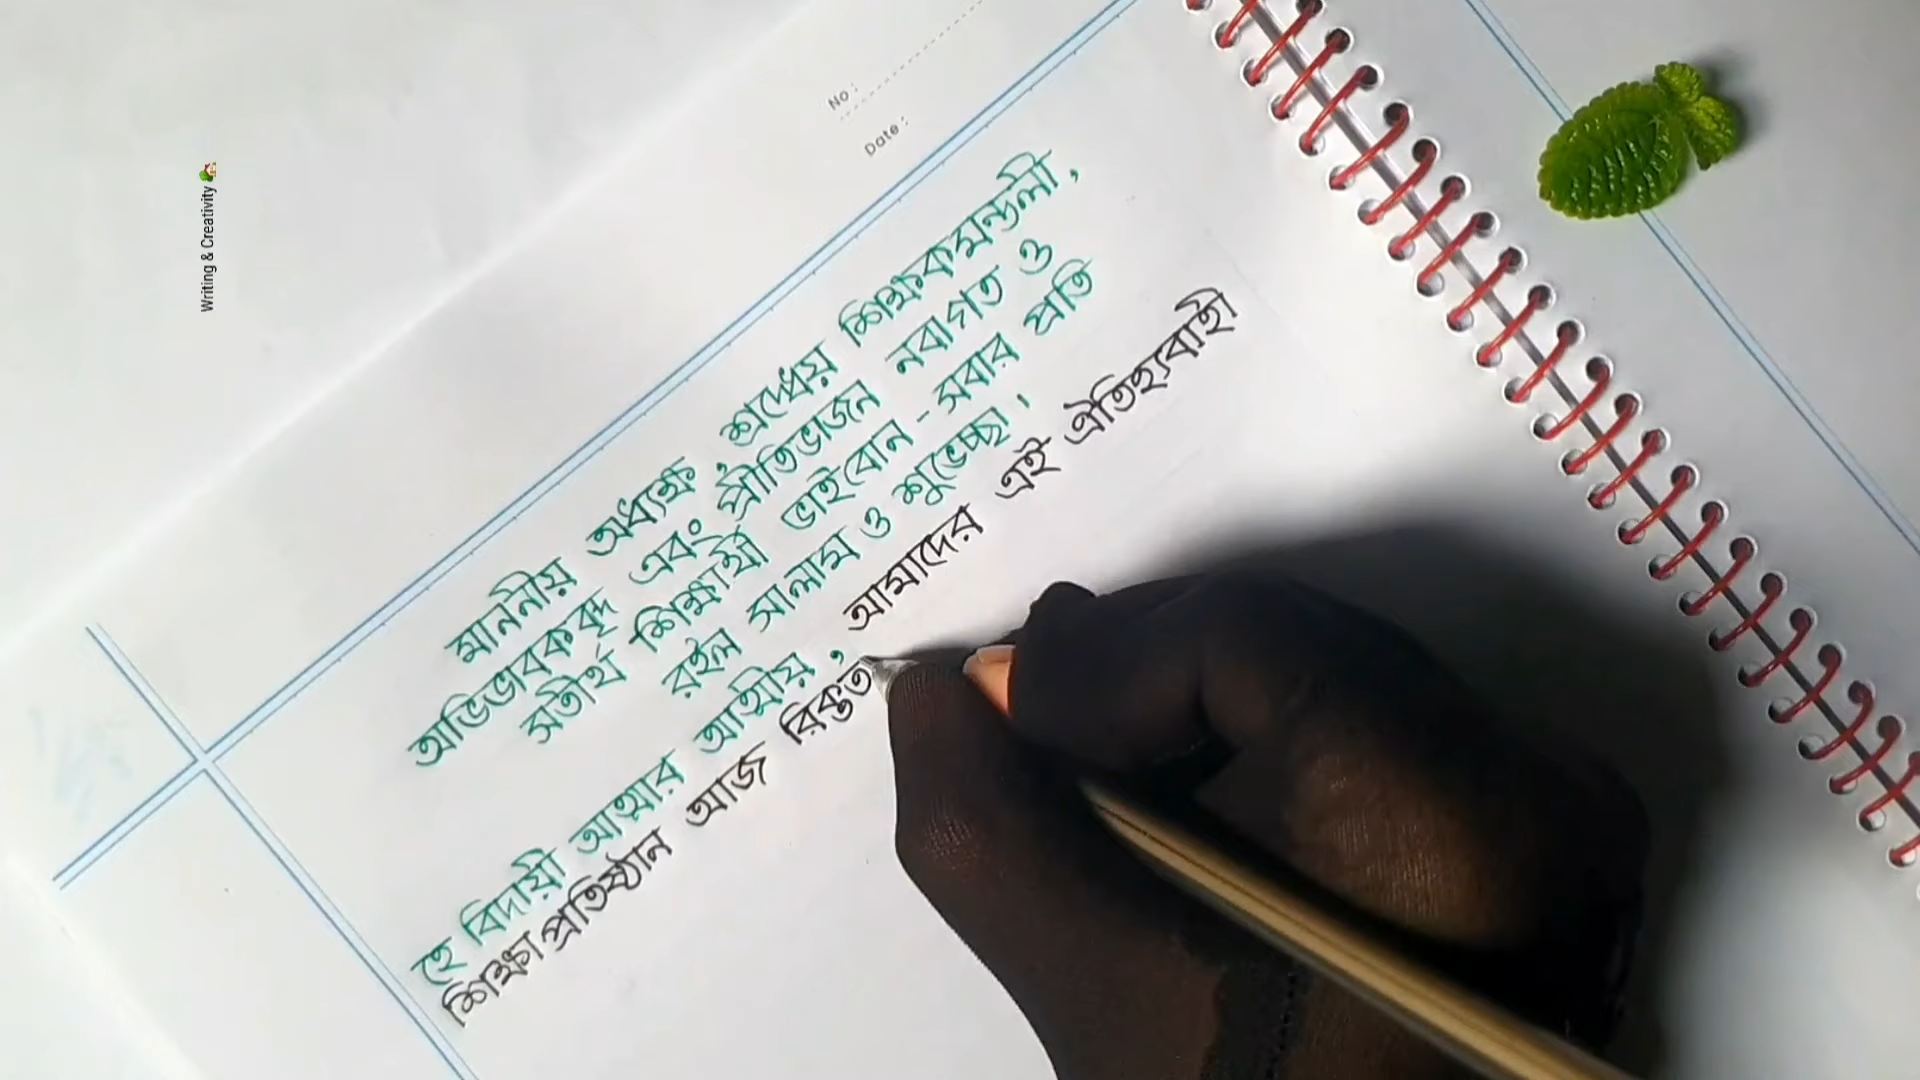 No :
Date :
মাননীয় অধ্যক্ষ, শ্রদ্ধেয় শিক্ষকমন্ডলী,
অভিভাবকবৃন্দ এবং প্রীতিভাজন নবাগত ও
সতীর্থ শিক্ষার্থী ভাইবোন - সবার প্রতি
রইল সালাম ও শুভেচ্ছা।
হে বিদায়ী আত্মার আত্মীয়, আমাদের এই ঐতিহ্যবাহী
শিক্ষা প্রতিষ্ঠান আজ রিক্ত
Writing & Creativity